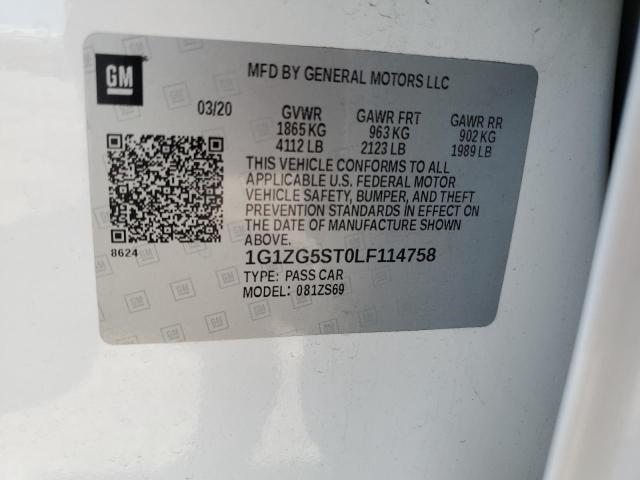 GM
MFD BY GENERAL MOTORS LLC
03/20 GVWR GAWR FRT GAWR RR
1865 KG 963 KG 902 KG
4112 LB 2123 LB 1989 LB
THIS VEHICLE CONFORMS TO ALL
APPLICABLE U.S. FEDERAL MOTOR
VEHICLE SAFETY, BUMPER, AND THEFT
PREVENTION STANDARDS IN EFFECT ON
THE DATE OF MANUFACTURE SHOWN
ABOVE.
8624
1G1ZG5ST0LF114758
TYPE: PASS CAR
MODEL: 081ZS69